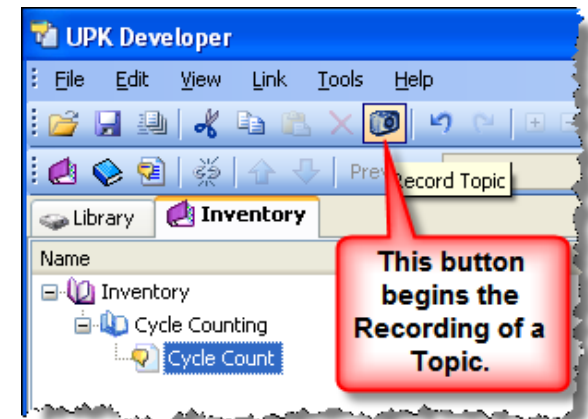 UPK Developer
File Edit View Link Tools Help
Pre
Record Topic
Library Inventory
Name
Inventory
Cycle Counting
Cycle Count
This button
begins the
Recording of a
Topic.